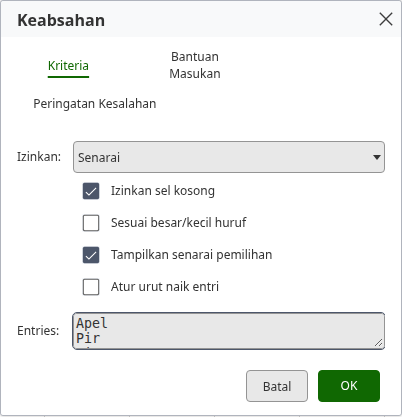 Keabsahan
Kriteria
Bantuan
Masukan
Peringatan Kesalahan
Izinkan: Senarai
Izinkan sel kosong
Sesuai besar/kecil huruf
Tampilkan senarai pemilihan
Atur urut naik entri
Entries: Apel
Pir
Batal OK